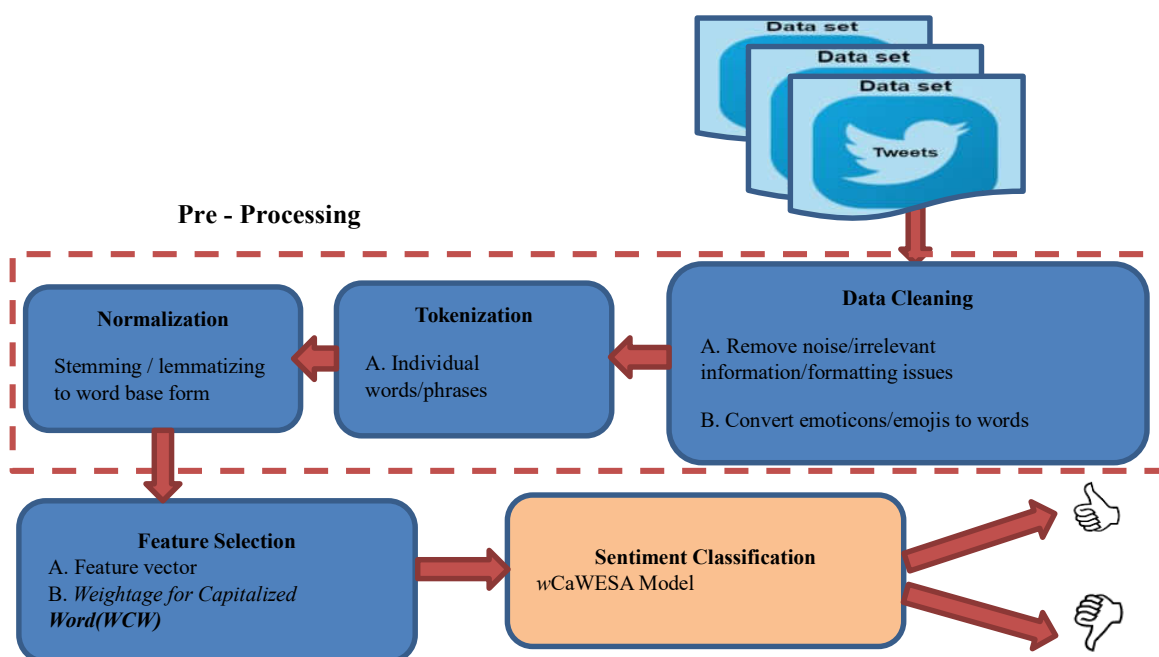 Data set
Data set
Data set
Tweets
Pre - Processing
Data Cleaning
A. Remove noise/irrelevant
information/formatting issues
B. Convert emoticons/emojis to words
Tokenization
A. Individual
words/phrases
Normalization
Stemming / lemmatizing
to word base form
Feature Selection
A. Feature vector
B. Weightage for Capitalized
Word(WCW)
Sentiment Classification
wCaWESA Model